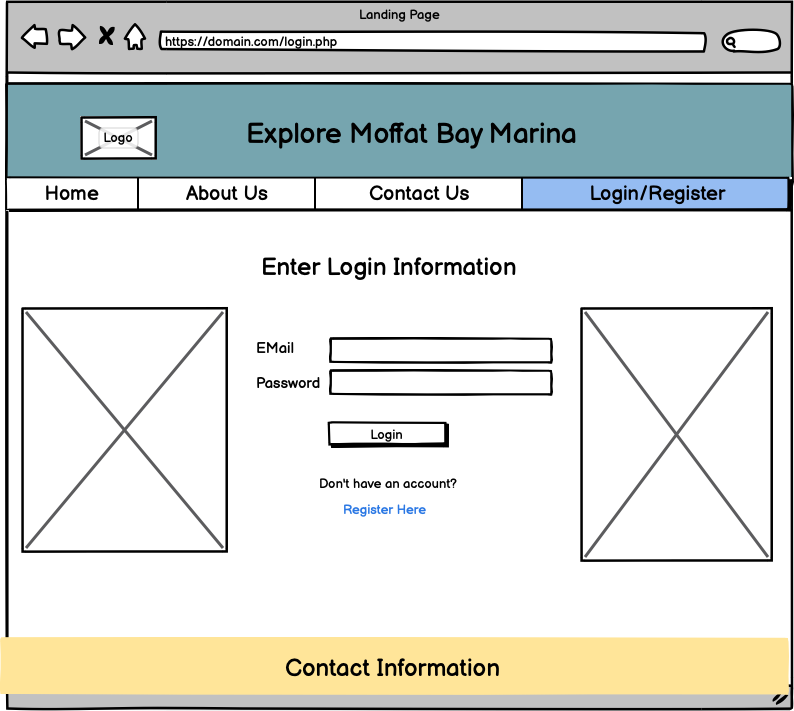 Landing Page
https://domain.com/login.php
Logo
Explore Moffat Bay Marina
Home
About Us
Contact Us
Login/Register
Enter Login Information
EMail
Password
Login
Don't have an account?
Register Here
Contact Information